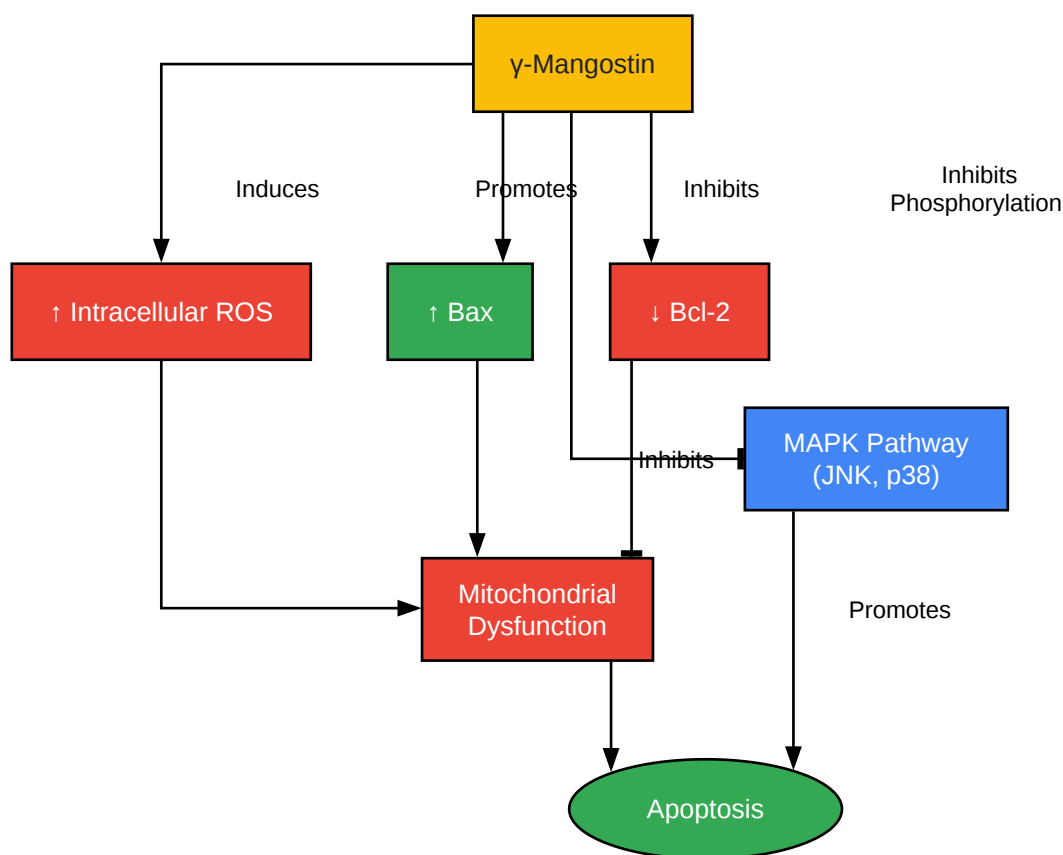 γ-Mangostin
Induces
Promotes
Inhibits
Inhibits
Phosphorylation
↑ Intracellular ROS
↑ Bax
↓ Bcl-2
MAPK Pathway
(JNK, p38)
Inhibits
Mitochondrial
Dysfunction
Promotes
Apoptosis